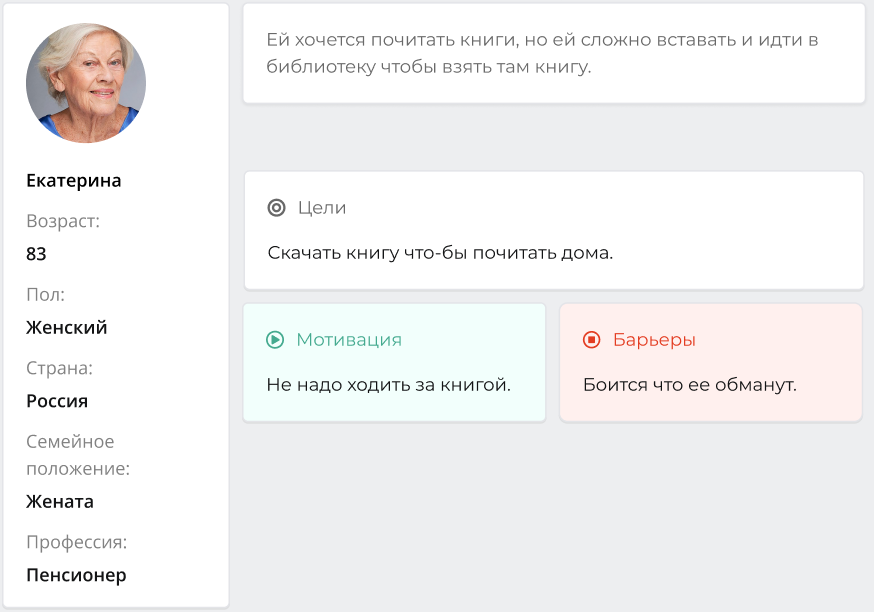 Екатерина
Возраст:
83
Пол:
Женский
Страна:
Россия
Семейное
положение:
Жената
Профессия:
Пенсионер
Ей хочется почитать книги, но ей сложно вставать и идти в
библиотеку чтобы взять там книгу.
Цели
Скачать книгу что-бы почитать дома.
Мотивация
Не надо ходить за книгой.
Барьеры
Боится что ее обманут.